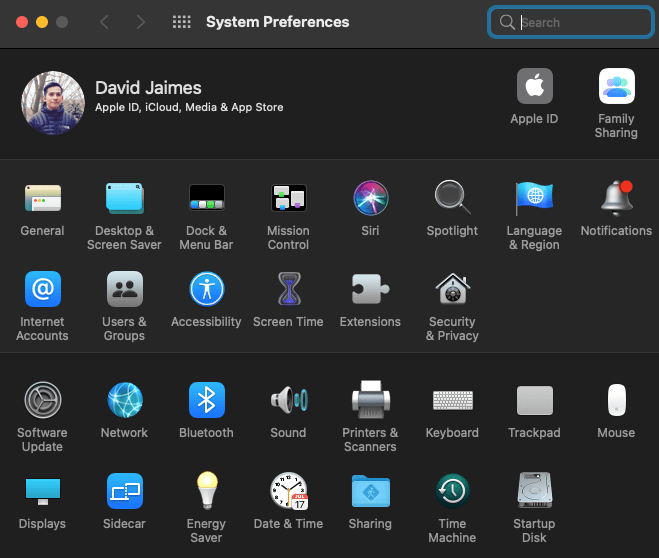 System Preferences
Search
David Jaimes
Apple ID, iCloud, Media & App Store
Apple ID
Family
Sharing
General
Desktop &
Screen Saver
Dock &
Menu Bar
Mission
Control
Siri
Spotlight
Language
& Region
Notifications
Internet
Accounts
Users &
Groups
Accessibility
Screen Time
Extensions
Security
& Privacy
Software
Update
Network
Bluetooth
Sound
Printers &
Scanners
Keyboard
Trackpad
Mouse
Displays
Sidecar
Energy
Saver
JUL
17
Date & Time
Sharing
Time
Machine
Startup
Disk